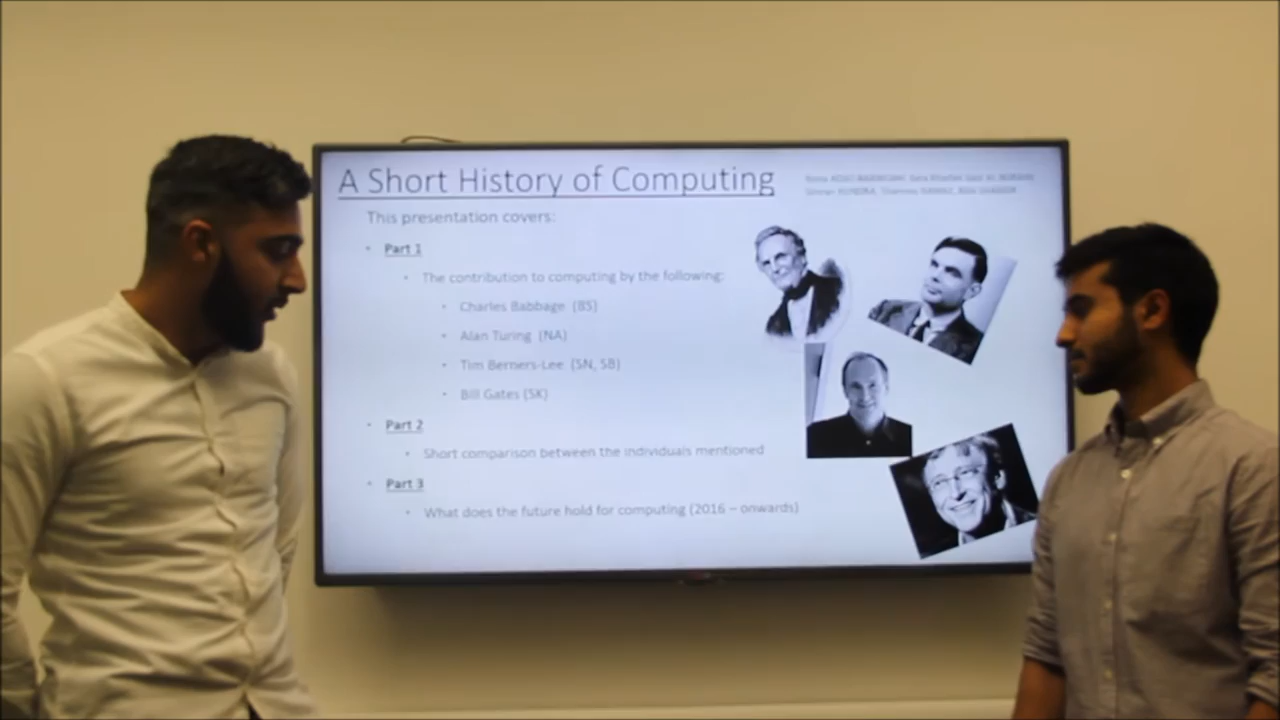 A Short History of Computing
This presentation covers:
• Part 1
• The contribution to computing by the following:
• Charles Babbage (BS)
• Alan Turing (NA)
• Tim Berners-Lee (SN, SB)
• Bill Gates (SK)
• Part 2
• Short comparison between the individuals mentioned
• Part 3
• What does the future hold for computing (2016 – onwards)